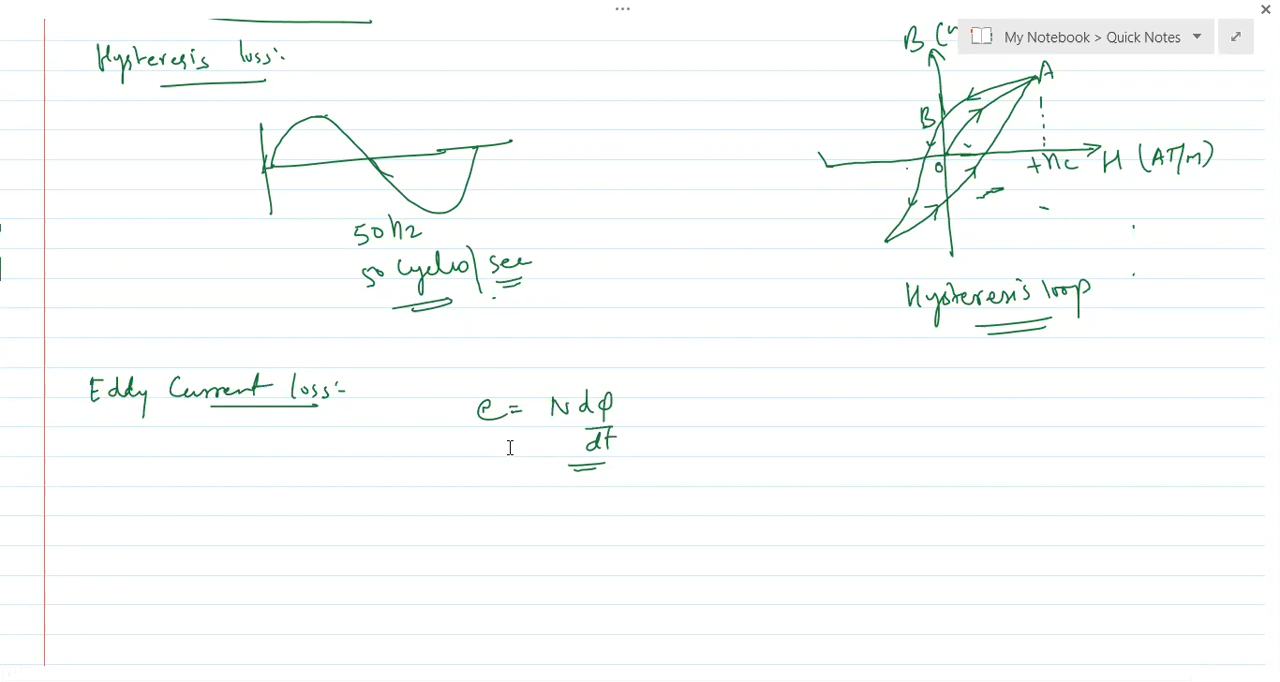 My Notebook > Quick Notes
Hysteresis loss:
B
A
B
0
+Hc
H (AT/M)
50 Hz
50 cycles/sec
Hysteresis loop
Eddy Current loss:-
e = N dφ
dt